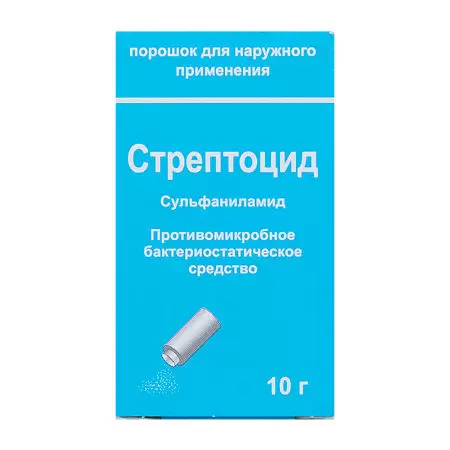 порошок для наружного
применения
Стрептоцид
Сульфаниламид
Противомикробное
бактериостатическое
средство
10 г